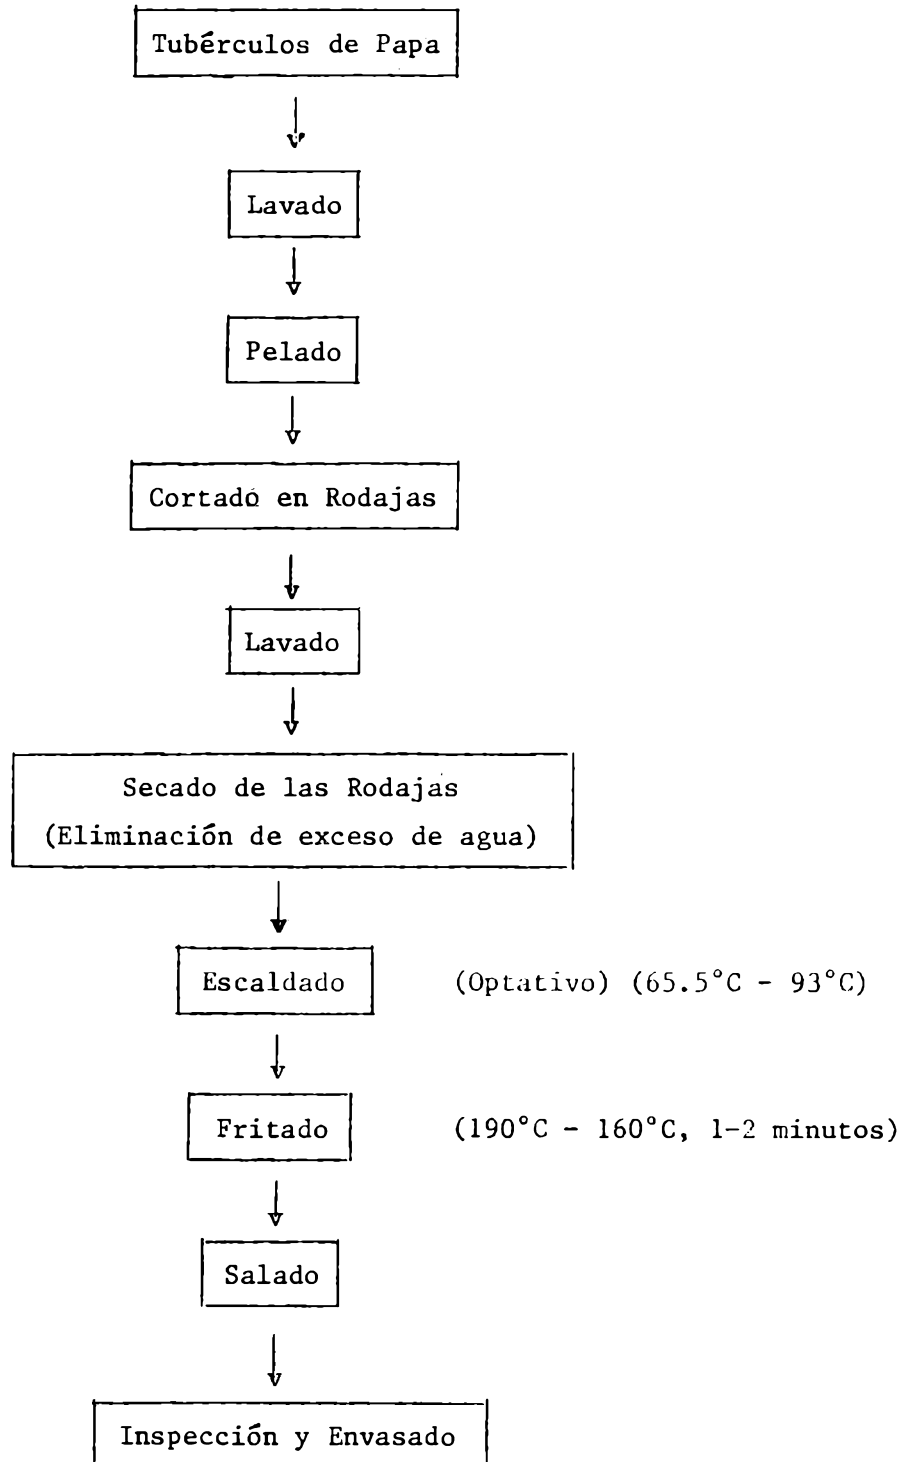 Tubérculos de Papa
Lavado
Pelado
Cortado en Rodajas
Lavado
Secado de las Rodajas
(Eliminación de exceso de agua)
Escaldado (Optativo) (65.5°C - 93°C)
Fritado (190°C - 160°C, 1-2 minutos)
Salado
Inspección y Envasado